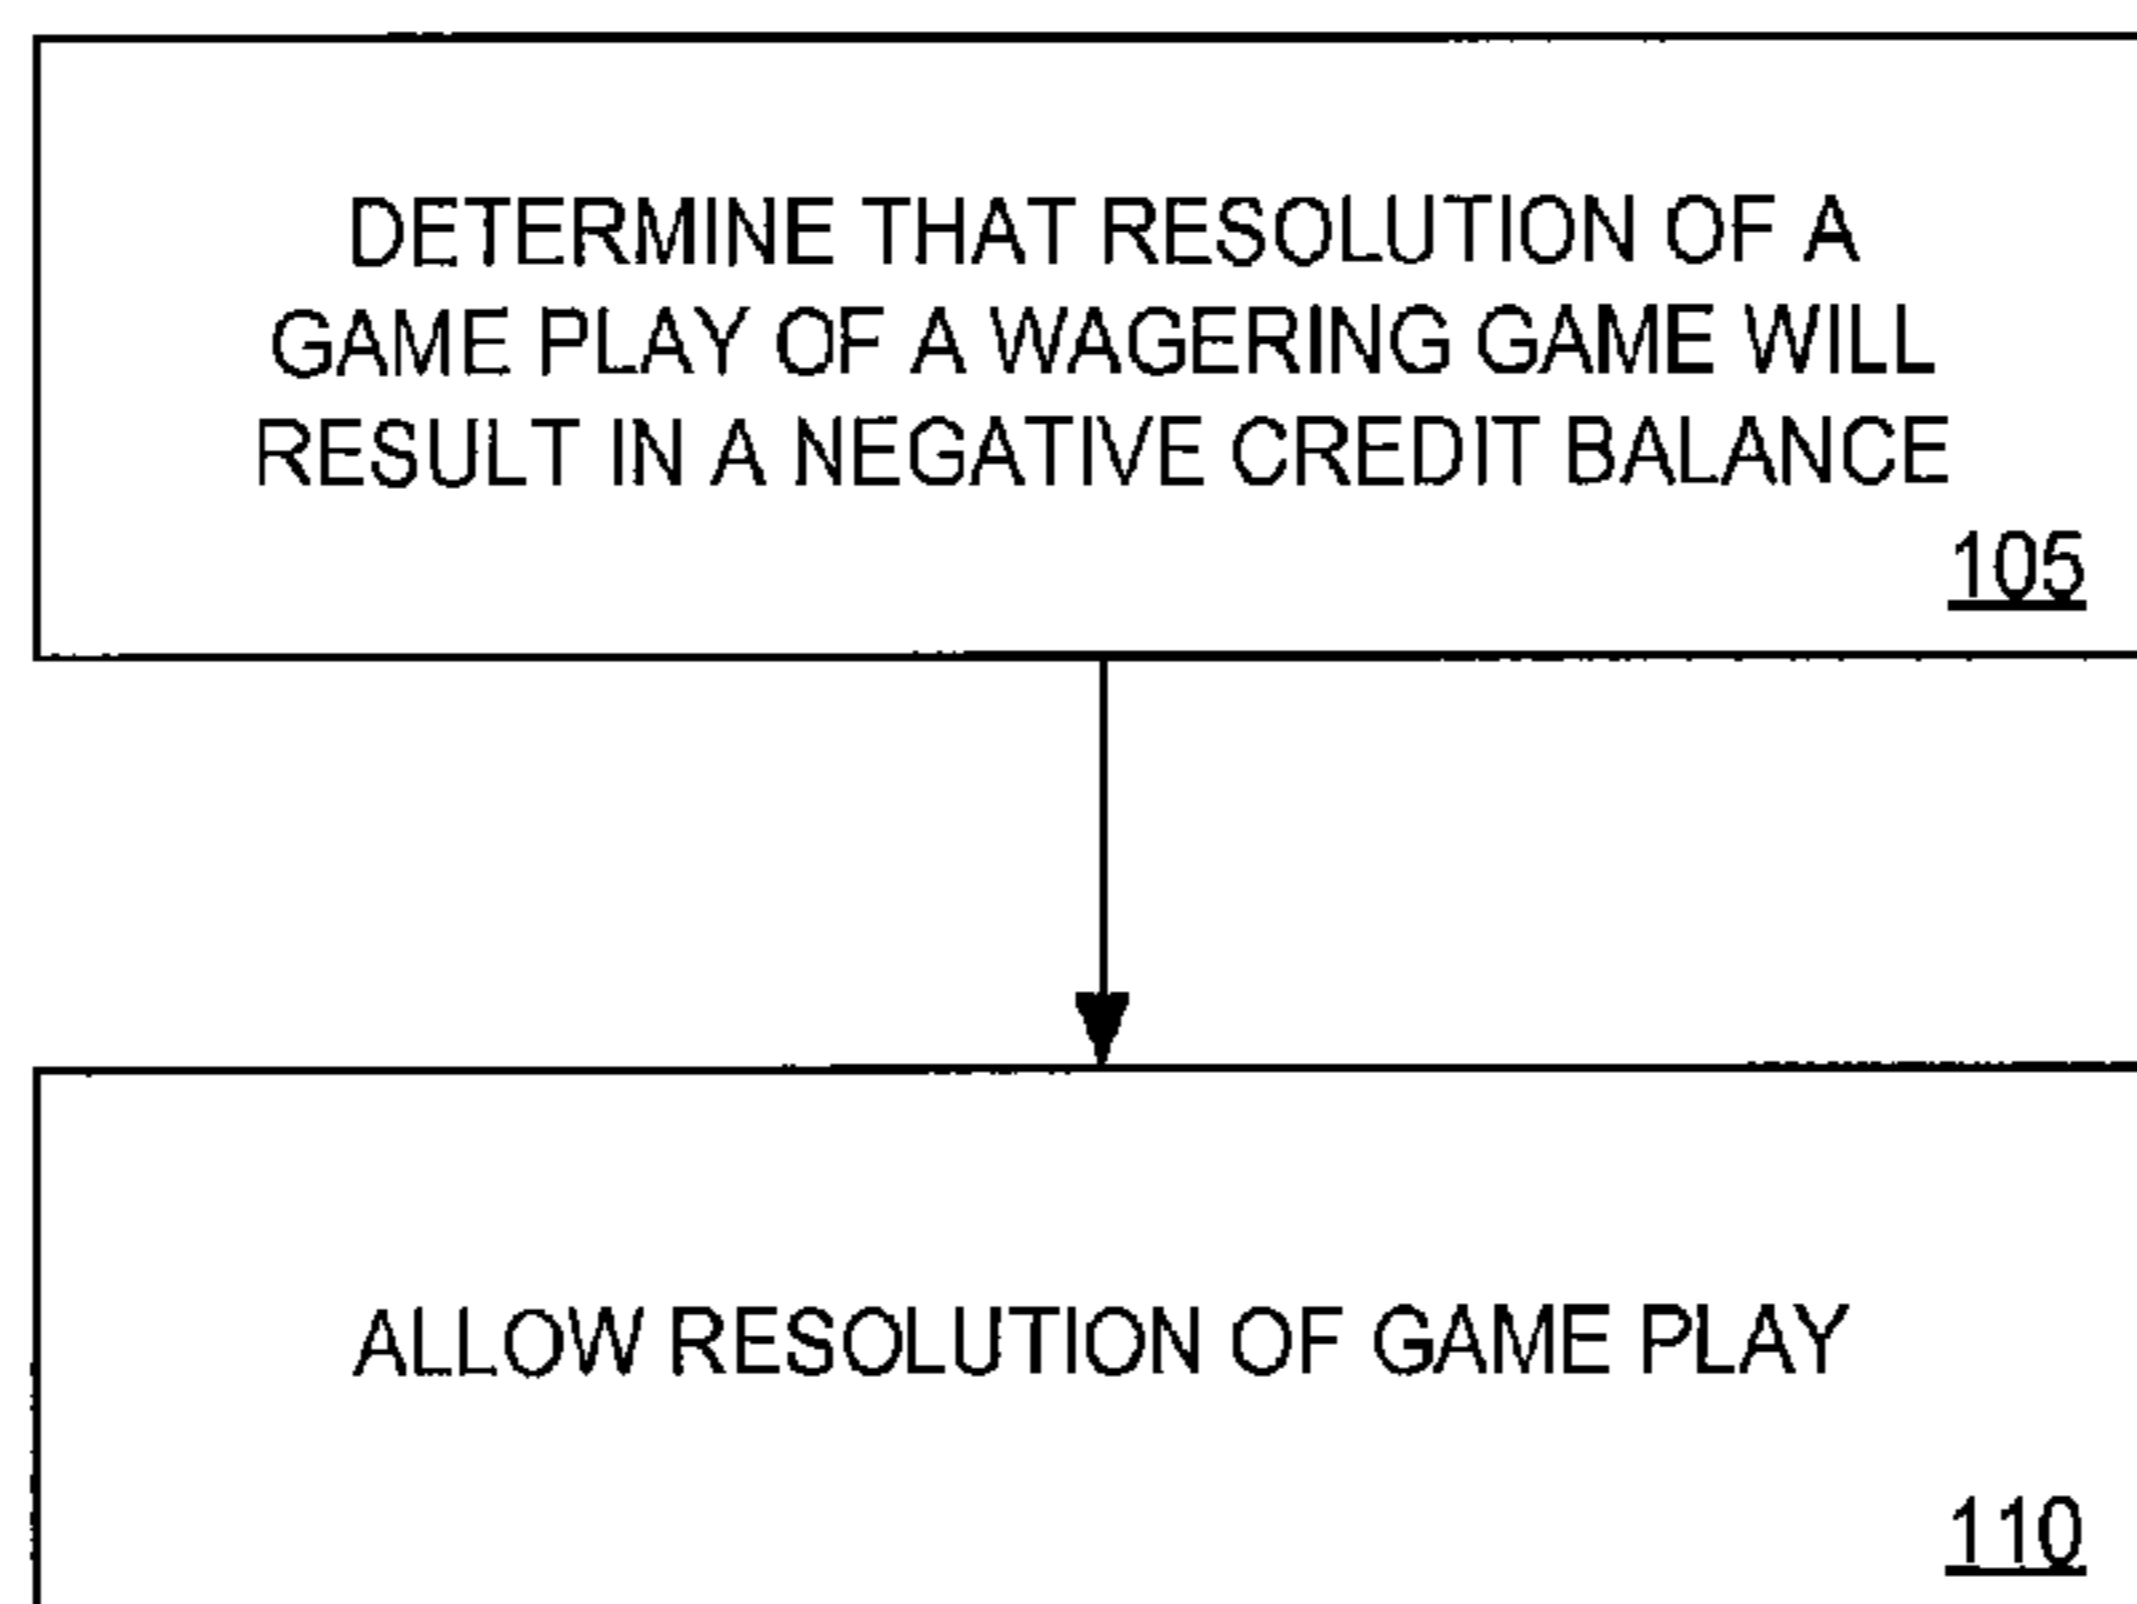 DETERMINE THAT RESOLUTION OF A
GAME PLAY OF A WAGERING GAME WILL
RESULT IN A NEGATIVE CREDIT BALANCE
105
ALLOW RESOLUTION OF GAME PLAY
110